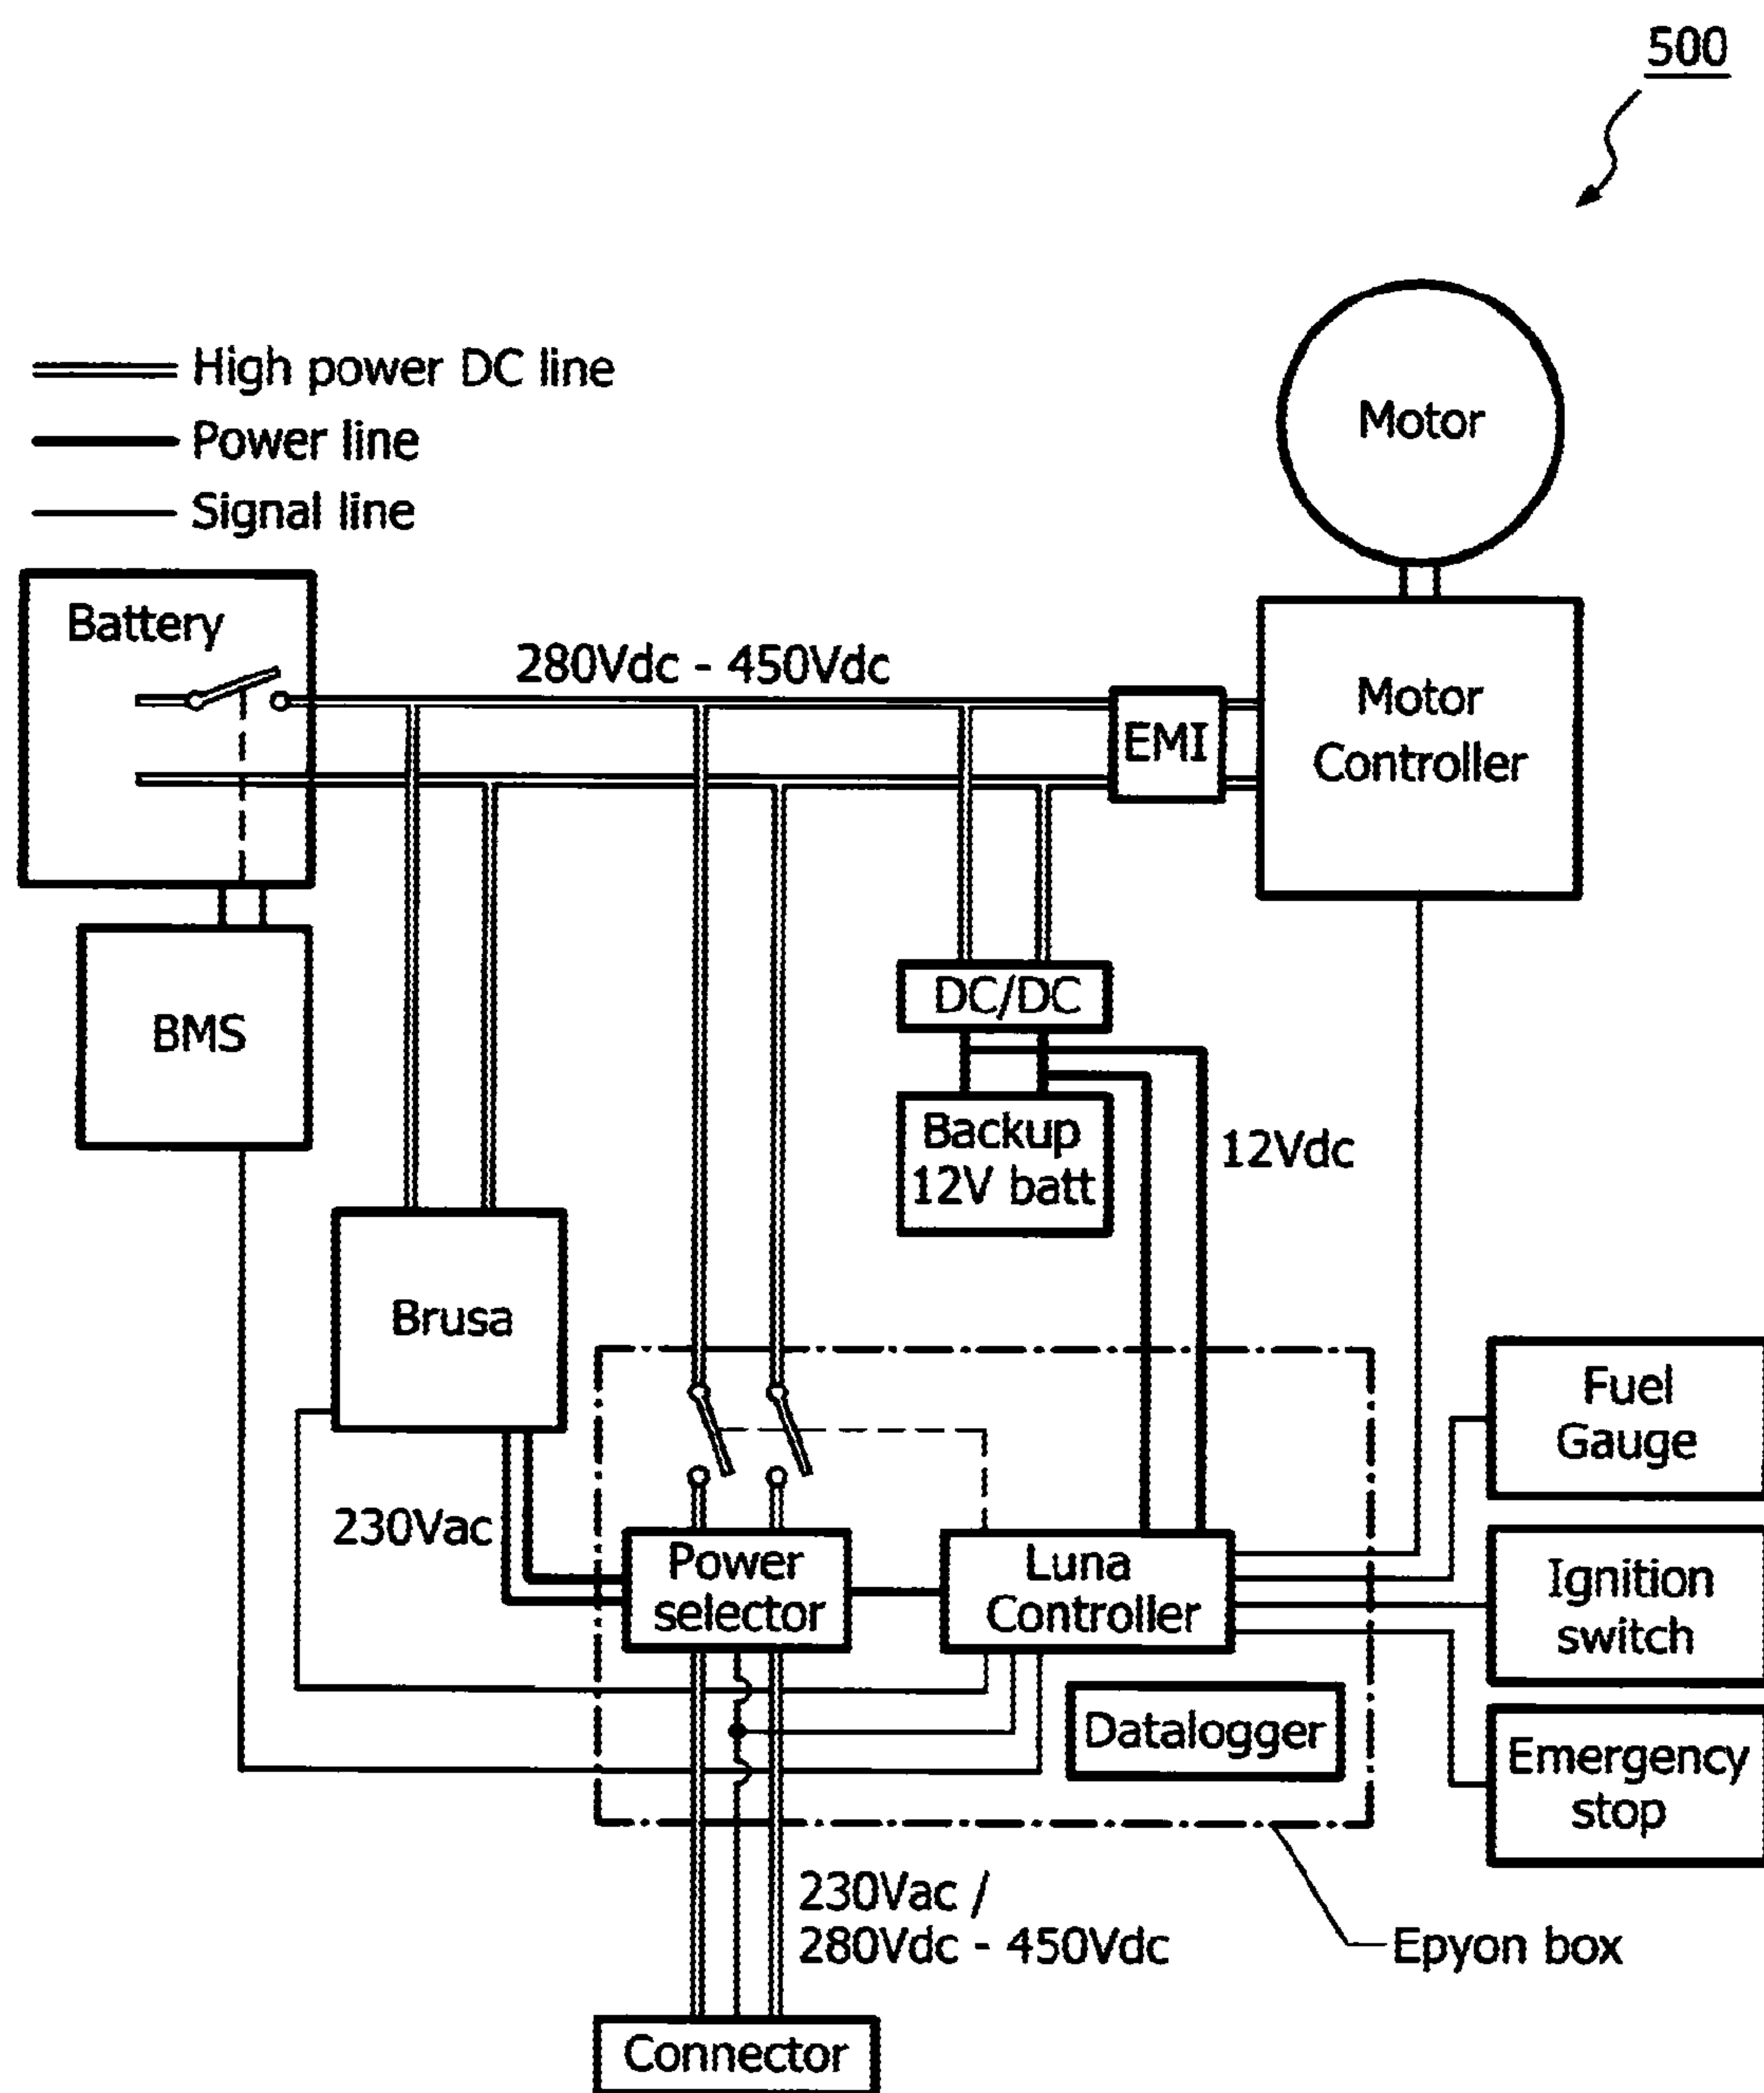 500
High power DC line
Power line
Signal line
Motor
Battery
280Vdc - 450Vdc
EMI
Motor
Controller
BMS
DC/DC
Backup
12V batt
12Vdc
Brusa
Fuel
Gauge
230Vac
Power
selector
Luna
Controller
Ignition
switch
Datalogger
Emergency
stop
230Vac /
280Vdc - 450Vdc
Epyon box
Connector